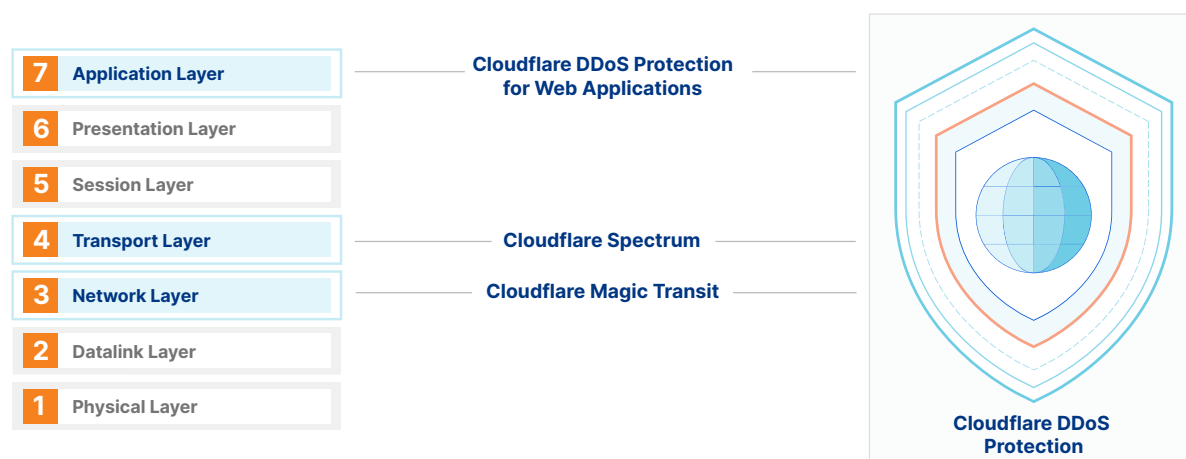 7 Application Layer
Cloudflare DDoS Protection
for Web Applications
6 Presentation Layer
5 Session Layer
4 Transport Layer
Cloudflare Spectrum
3 Network Layer
Cloudflare Magic Transit
2 Datalink Layer
1 Physical Layer
Cloudflare DDoS
Protection